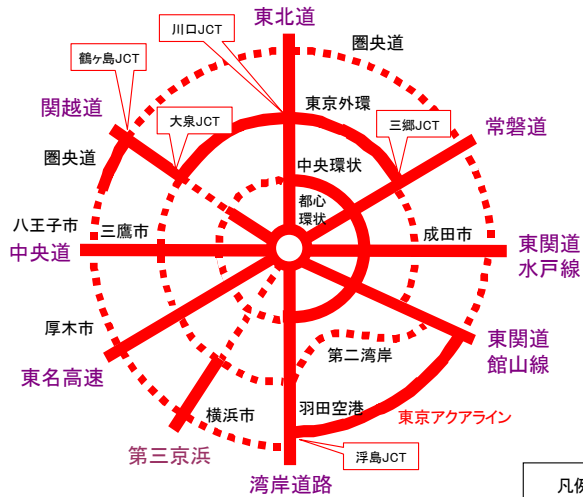 東北道
川口JCT
圏央道
鶴ヶ島JCT
関越道
大泉JCT
東京外環
三郷JCT
常磐道
圏央道
中央環状
都心
環状
八王子市
三鷹市
成田市
中央道
東関道
水戸線
厚木市
第二湾岸
東関道
館山線
東名高速
横浜市
羽田空港
東京アクアライン
第三京浜
浮島JCT
湾岸道路
凡例